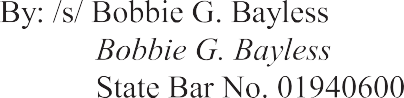 By: /s/ Bobbie G. Bayless
Bobbie G. Bayless
State Bar No. 01940600